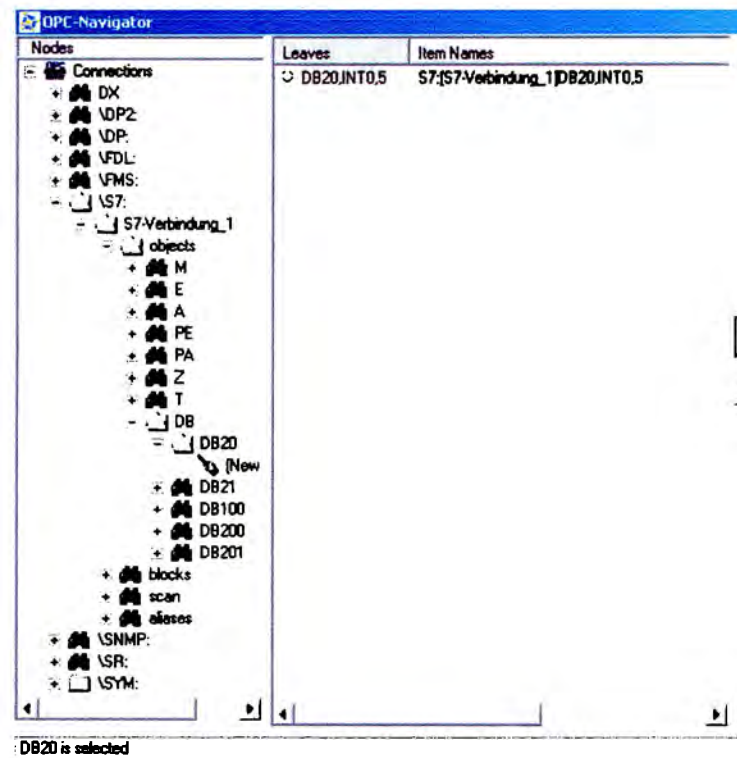 OPC-Navigator
Nodes
Connections
DX
\DP2:
\DP:
\FDL:
\FMS:
\S7:
S7-Verbindung_1
objects
M
E
A
PE
PA
Z
T
DB
DB20
{New
DB21
DB100
DB200
DB201
blocks
scan
aliases
\SNMP:
\SR:
\SYM:
Leaves Item Names
DB20,INT0,5 S7:[S7-Verbindung_1]DB20,INT0,5
DB20 is selected